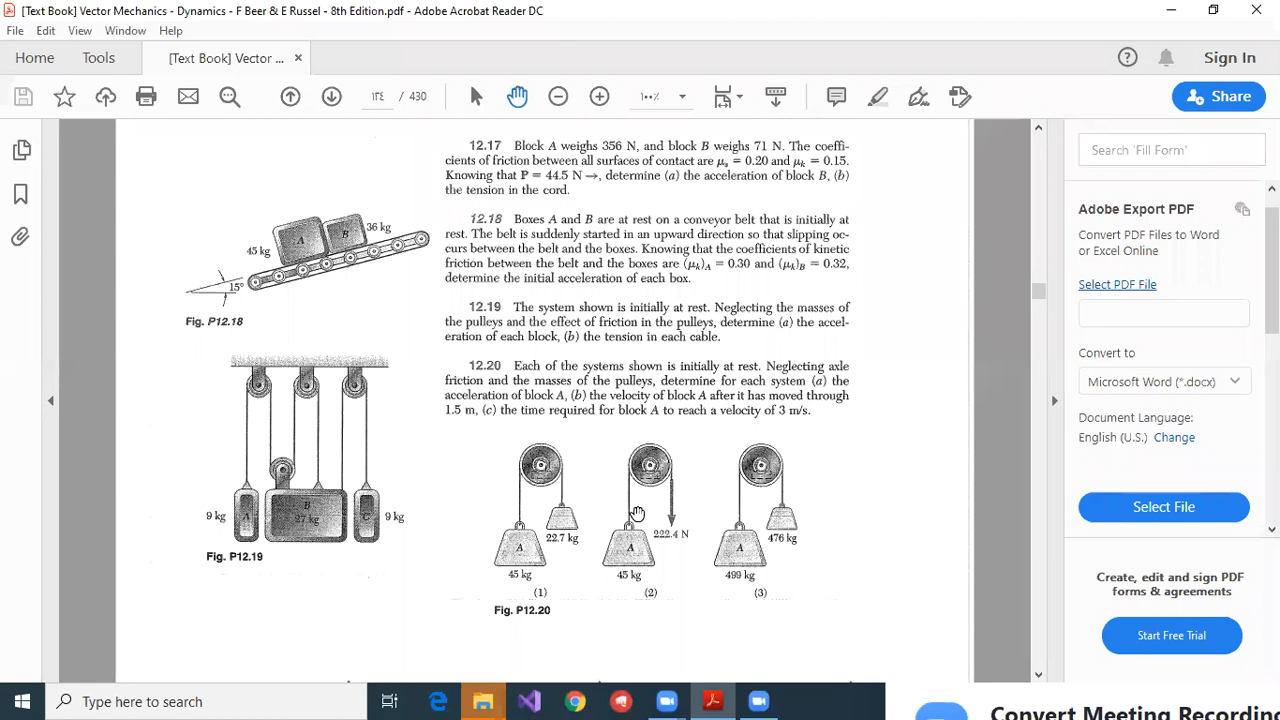 [Text Book] Vector Mechanics - Dynamics - F Beer & E Russel - 8th Edition.pdf - Adobe Acrobat Reader DC
File Edit View Window Help
Home Tools [Text Book] Vector ... × Sign In
١٣٤ / 430 ١٠٠٪ Share
12.17 Block A weighs 356 N, and block B weighs 71 N. The coeffi-
cients of friction between all surfaces of contact are μs = 0.20 and μk = 0.15.
Knowing that P = 44.5 N →, determine (a) the acceleration of block B, (b)
the tension in the cord.
12.18 Boxes A and B are at rest on a conveyor belt that is initially at
rest. The belt is suddenly started in an upward direction so that slipping oc-
curs between the belt and the boxes. Knowing that the coefficients of kinetic
friction between the belt and the boxes are (μk)A = 0.30 and (μk)B = 0.32,
determine the initial acceleration of each box.
12.19 The system shown is initially at rest. Neglecting the masses of
the pulleys and the effect of friction in the pulleys, determine (a) the accel-
eration of each block, (b) the tension in each cable.
12.20 Each of the systems shown is initially at rest. Neglecting axle
friction and the masses of the pulleys, determine for each system (a) the
acceleration of block A, (b) the velocity of block A after it has moved through
1.5 m, (c) the time required for block A to reach a velocity of 3 m/s.
A B 36 kg
45 kg
15°
Fig. P12.18
9 kg A B 27 kg C 9 kg
Fig. P12.19
A 22.7 kg
45 kg
(1)
A 222.4 N
45 kg
(2)
A 476 kg
499 kg
(3)
Fig. P12.20
Search 'Fill Form'
Adobe Export PDF
Convert PDF Files to Word
or Excel Online
Select PDF File
Convert to
Microsoft Word (*.docx)
Document Language:
English (U.S.) Change
Select File
Create, edit and sign PDF
forms & agreements
Start Free Trial
Type here to search
Convert Meeting Recording